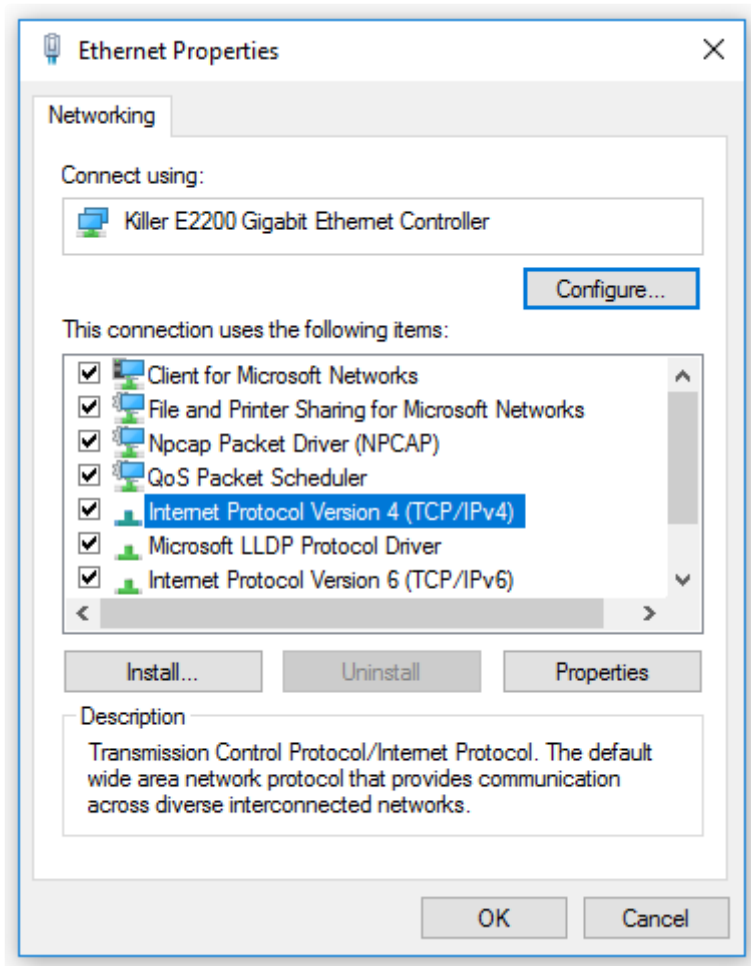 Ethernet Properties
Networking
Connect using:
Killer E2200 Gigabit Ethernet Controller
Configure...
This connection uses the following items:
Client for Microsoft Networks
File and Printer Sharing for Microsoft Networks
Npcap Packet Driver (NPCAP)
QoS Packet Scheduler
Internet Protocol Version 4 (TCP/IPv4)
Microsoft LLDP Protocol Driver
Internet Protocol Version 6 (TCP/IPv6)
Install... Uninstall Properties
Description
Transmission Control Protocol/Internet Protocol. The default
wide area network protocol that provides communication
across diverse interconnected networks.
OK Cancel